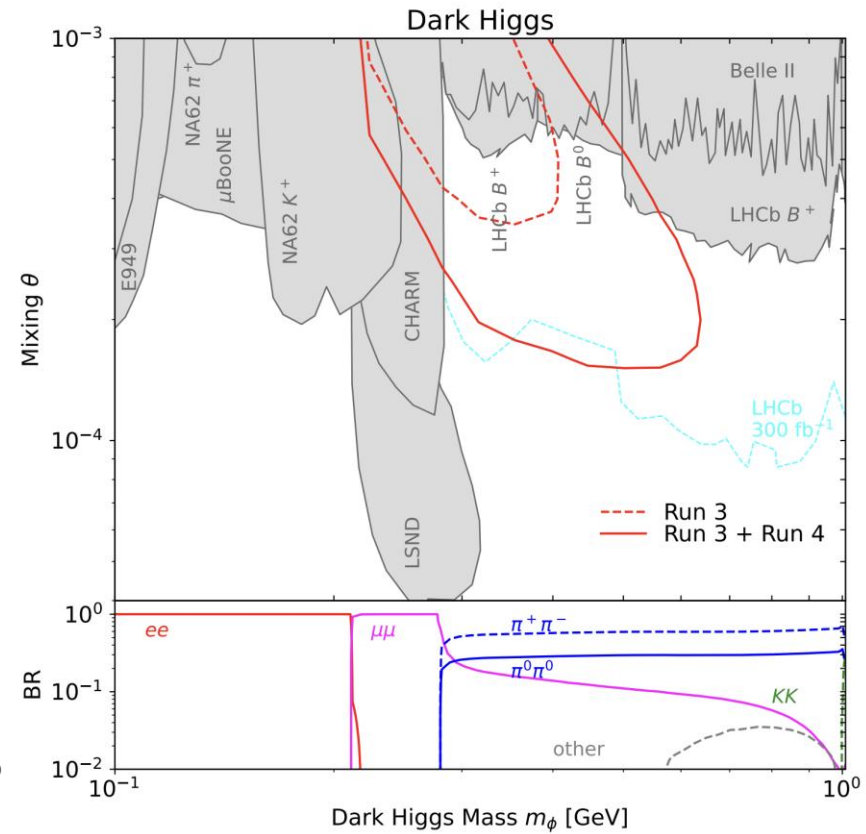 Dark Higgs
10⁻³
NA62 π⁺
μBooNE
E949
NA62 K⁺
CHARM
LSND
LHCb B⁺
LHCb B⁰
Belle II
LHCb B⁺
LHCb
300 fb⁻¹
Mixing θ
10⁻⁴
Run 3
Run 3 + Run 4
10⁰
10⁻¹
10⁻²
BR
ee
μμ
π⁺π⁻
π⁰π⁰
KK
other
10⁻¹
10⁰
Dark Higgs Mass m_ϕ [GeV]